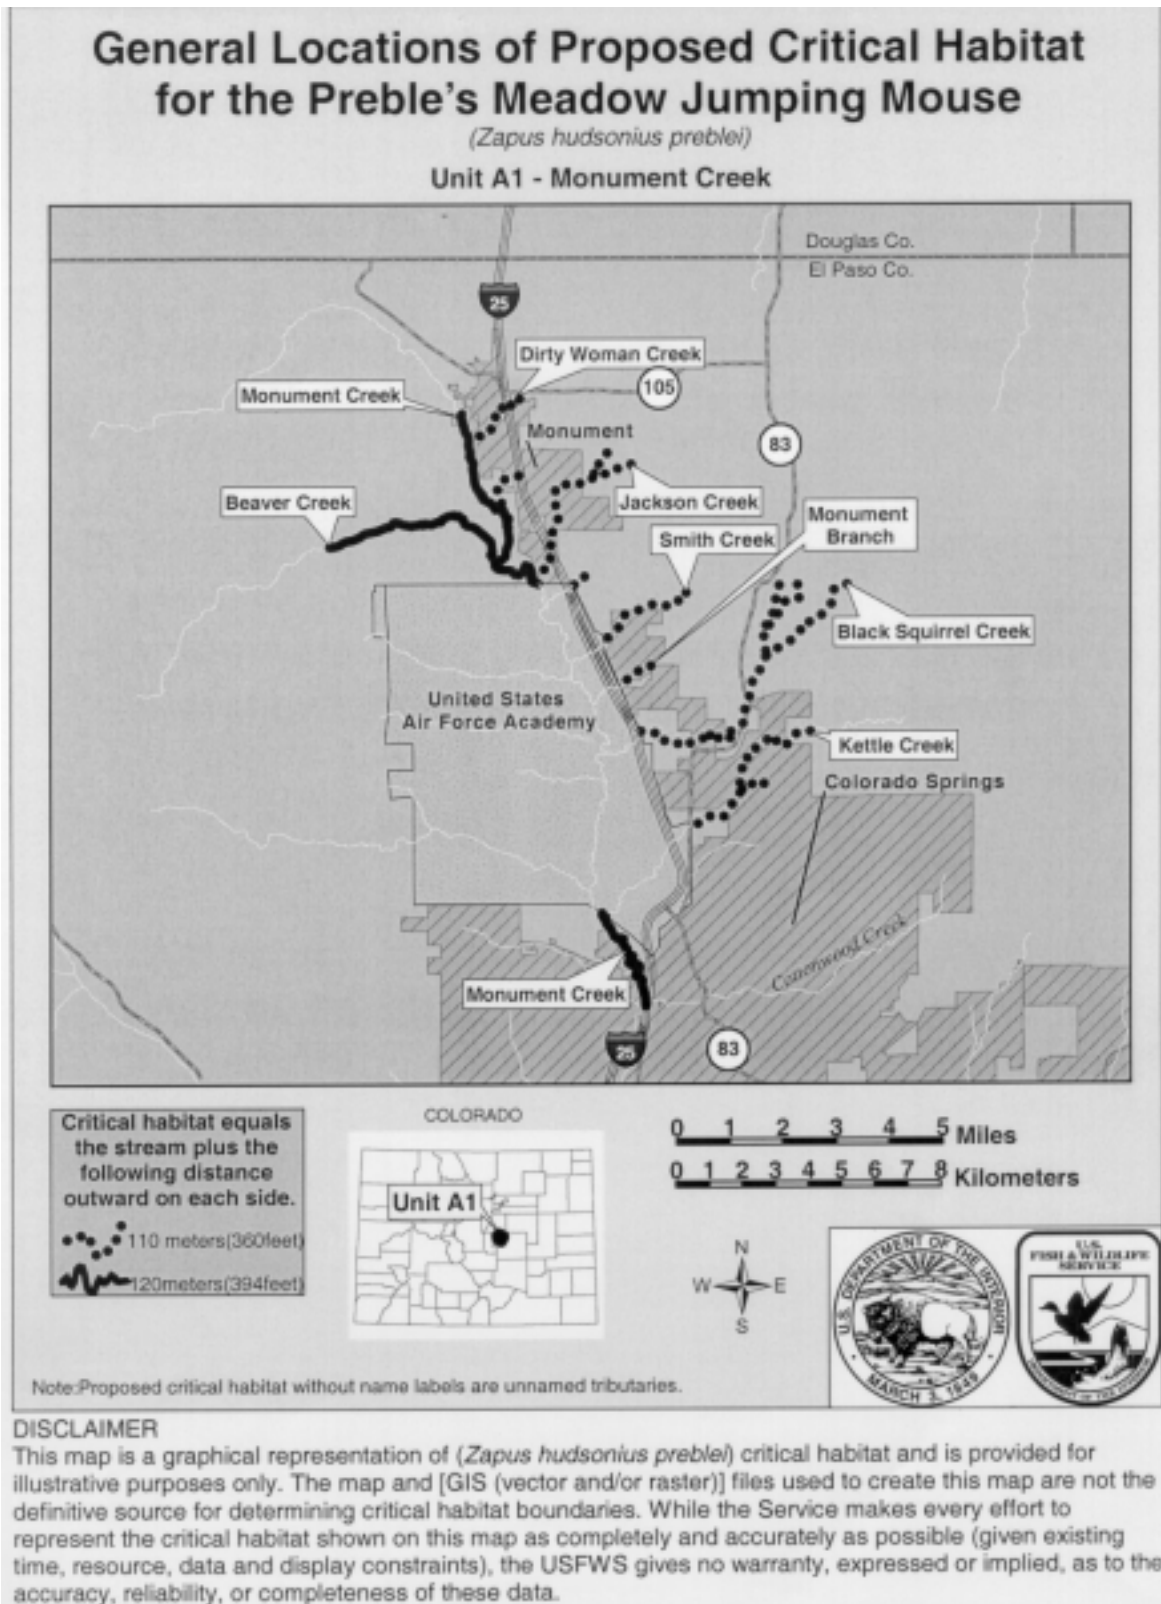 General Locations of Proposed Critical Habitat
for the Preble's Meadow Jumping Mouse
(Zapus hudsonius preblei)
Unit A1 - Monument Creek
Douglas Co.
El Paso Co.
25
Dirty Woman Creek
105
Monument Creek
Monument
83
Beaver Creek
Jackson Creek
Monument
Branch
Smith Creek
Black Squirrel Creek
United States
Air Force Academy
Kettle Creek
Colorado Springs
Cottonwood Creek
Monument Creek
25
83
Critical habitat equals
the stream plus the
following distance
outward on each side.
110 meters(360feet)
120meters(394feet)
COLORADO
Unit A1
0 1 2 3 4 5 Miles
0 1 2 3 4 5 6 7 8 Kilometers
N
W E
S
U.S. DEPARTMENT OF THE INTERIOR
MARCH 3, 1849
U.S.
FISH & WILDLIFE
SERVICE
DEPARTMENT OF THE INTERIOR
Note:Proposed critical habitat without name labels are unnamed tributaries.
DISCLAIMER
This map is a graphical representation of (Zapus hudsonius preblei) critical habitat and is provided for
illustrative purposes only. The map and [GIS (vector and/or raster)] files used to create this map are not the
definitive source for determining critical habitat boundaries. While the Service makes every effort to
represent the critical habitat shown on this map as completely and accurately as possible (given existing
time, resource, data and display constraints), the USFWS gives no warranty, expressed or implied, as to the
accuracy, reliability, or completeness of these data.